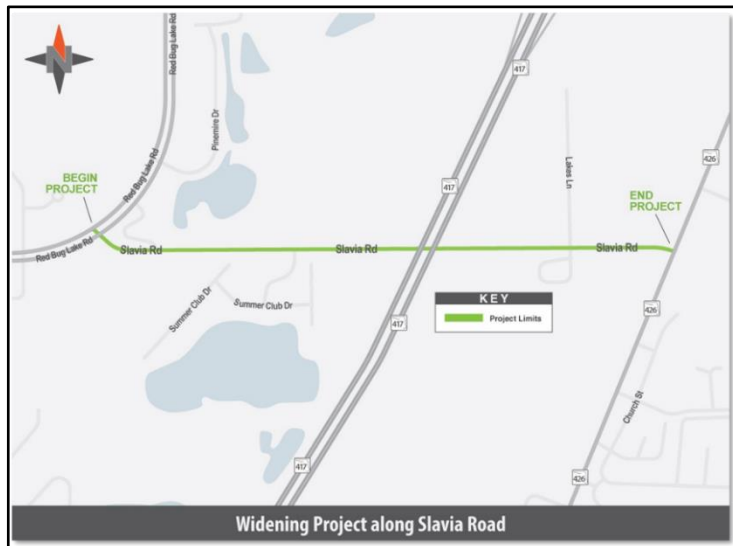 N
Red Bug Lake Rd
Pinemire Dr
417
Red Bug Lake Rd
BEGIN
PROJECT
Red Bug Lake Rd
417
Lakes Ln
426
END
PROJECT
Slavia Rd
Slavia Rd
Slavia Rd
Summer Club Dr
Summer Club Dr
KEY
Project Limits
417
426
Church St
417
426
Widening Project along Slavia Road